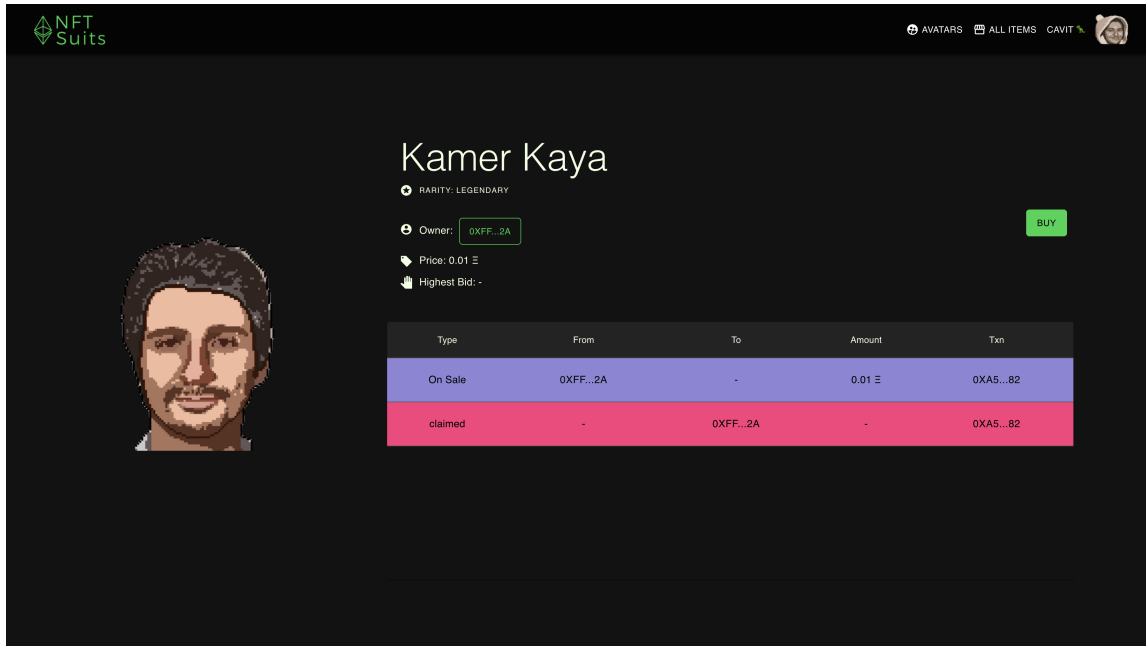 NFT
Suits
AVATARS ALL ITEMS CAVIT
Kamer Kaya
RARITY: LEGENDARY
Owner: 0XFF...2A
BUY
Price: 0.01 Ξ
Highest Bid: -
Type From To Amount Txn
On Sale 0XFF...2A - 0.01 Ξ 0XA5...82
claimed - 0XFF...2A - 0XA5...82